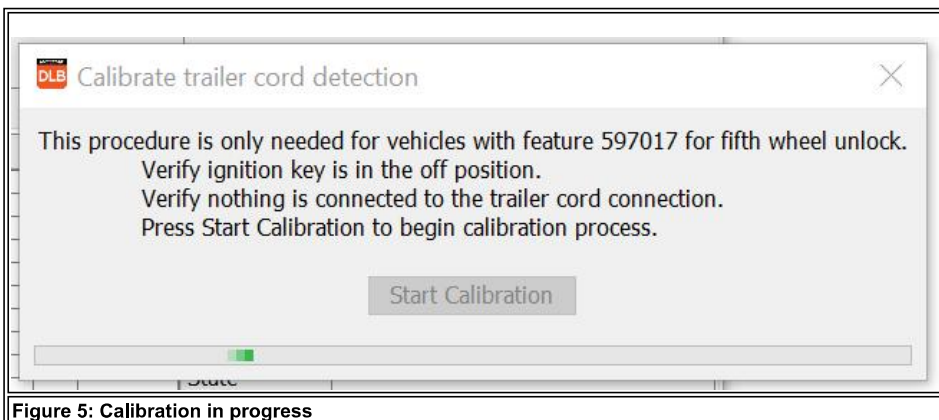 DLB Calibrate trailer cord detection
This procedure is only needed for vehicles with feature 597017 for fifth wheel unlock.
Verify ignition key is in the off position.
Verify nothing is connected to the trailer cord connection.
Press Start Calibration to begin calibration process.
Start Calibration
State
Figure 5: Calibration in progress